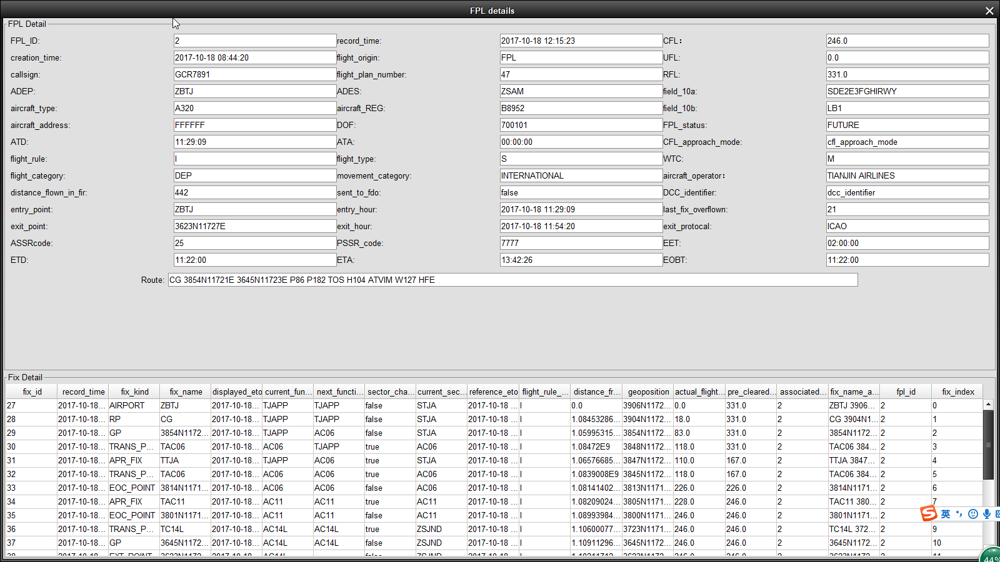 FPL details
FPL Detail
FPL_ID: 2 record_time: 2017-10-18 12:15:23 CFL: 246.0
creation_time: 2017-10-18 08:44:20 flight_origin: FPL UFL: 0.0
callsign: GCR7891 flight_plan_number: 47 RFL: 331.0
ADEP: ZBTJ ADES: ZSAM field_10a: SDE2E3FGHIRWY
aircraft_type: A320 aircraft_REG: B8952 field_10b: LB1
aircraft_address: FFFFFF DOF: 700101 FPL_status: FUTURE
ATD: 11:29:09 ATA: 00:00:00 CFL_approach_mode: cfl_approach_mode
flight_rule: I flight_type: S WTC: M
flight_category: DEP movement_category: INTERNATIONAL aircraft_operator: TIANJIN AIRLINES
distance_flown_in_fir: 442 sent_to_fdo: false DCC_identifier: dcc_identifier
entry_point: ZBTJ entry_hour: 2017-10-18 11:29:09 last_fix_overflown: 21
exit_point: 3623N11727E exit_hour: 2017-10-18 11:54:20 exit_protocal: ICAO
ASSRcode: 25 PSSR_code: 7777 EET: 02:00:00
ETD: 11:22:00 ETA: 13:42:26 EOBT: 11:22:00
Route: CG 3854N11721E 3645N11723E P86 P182 TOS H104 ATVIM W127 HFE
Fix Detail
fix_id record_time fix_kind fix_name displayed_eto current_fun... next_functi... sector_cha... current_sec... reference_eto flight_rule_... distance_fr... geoposition actual_flight... pre_cleared... associated... fix_name_a... fpl_id fix_index
27 2017-10-18... AIRPORT ZBTJ 2017-10-18... TJAPP TJAPP false STJA 2017-10-18 ... I 0.0 3906N1172... 0.0 331.0 2 ZBTJ 3906... 2 0
28 2017-10-18... RP CG 2017-10-18... TJAPP TJAPP false STJA 2017-10-18 ... I 1.08453286... 3904N1172... 18.0 331.0 2 CG 3904N1... 2 1
29 2017-10-18... GP 3854N1172... 2017-10-18... TJAPP AC06 false STJA 2017-10-18 ... I 1.05995315... 3854N1172... 83.0 331.0 2 3854N1172... 2 2
30 2017-10-18... TRANS_P... TAC06 2017-10-18... AC06 TJAPP true AC06 2017-10-18 ... I 1.08472E9 3848N1172... 118.0 331.0 2 TAC06 384... 2 3
31 2017-10-18... APR_FIX TTJA 2017-10-18... TJAPP AC06 true STJA 2017-10-18 ... I 1.06576685... 3847N1172... 110.0 167.0 2 TTJA 3847... 2 4
32 2017-10-18... TRANS_P... TAC06 2017-10-18... AC06 AC06 true AC06 2017-10-18 ... I 1.0839008E9 3845N1172... 118.0 167.0 2 TAC06 384... 2 5
33 2017-10-18... EOC_POINT 3814N1171... 2017-10-18... AC06 AC06 false AC06 2017-10-18 ... I 1.08141402... 3813N1171... 226.0 226.0 2 3814N1171... 2 6
34 2017-10-18... APR_FIX TAC11 2017-10-18... AC11 AC11 true AC11 2017-10-18 ... I 1.08209024... 3805N1171... 228.0 246.0 2 TAC11 380... 2 7
35 2017-10-18... EOC_POINT 3801N1171... 2017-10-18... AC11 AC11 false AC11 2017-10-18 ... I 1.08993984... 3800N1171... 246.0 246.0 2 3801N1171... 2
36 2017-10-18... TRANS_P... TC14L 2017-10-18... AC14L AC14L true ZSJND 2017-10-18 ... I 1.10600077... 3723N1171... 246.0 246.0 2 TC14L 372... 2 9
37 2017-10-18... GP 3645N1172... 2017-10-18... AC14L AC14L false ZSJND 2017-10-18 ... I 1.10911296... 3645N1172... 246.0 246.0 2 3645N1172... 2 10
英
44%